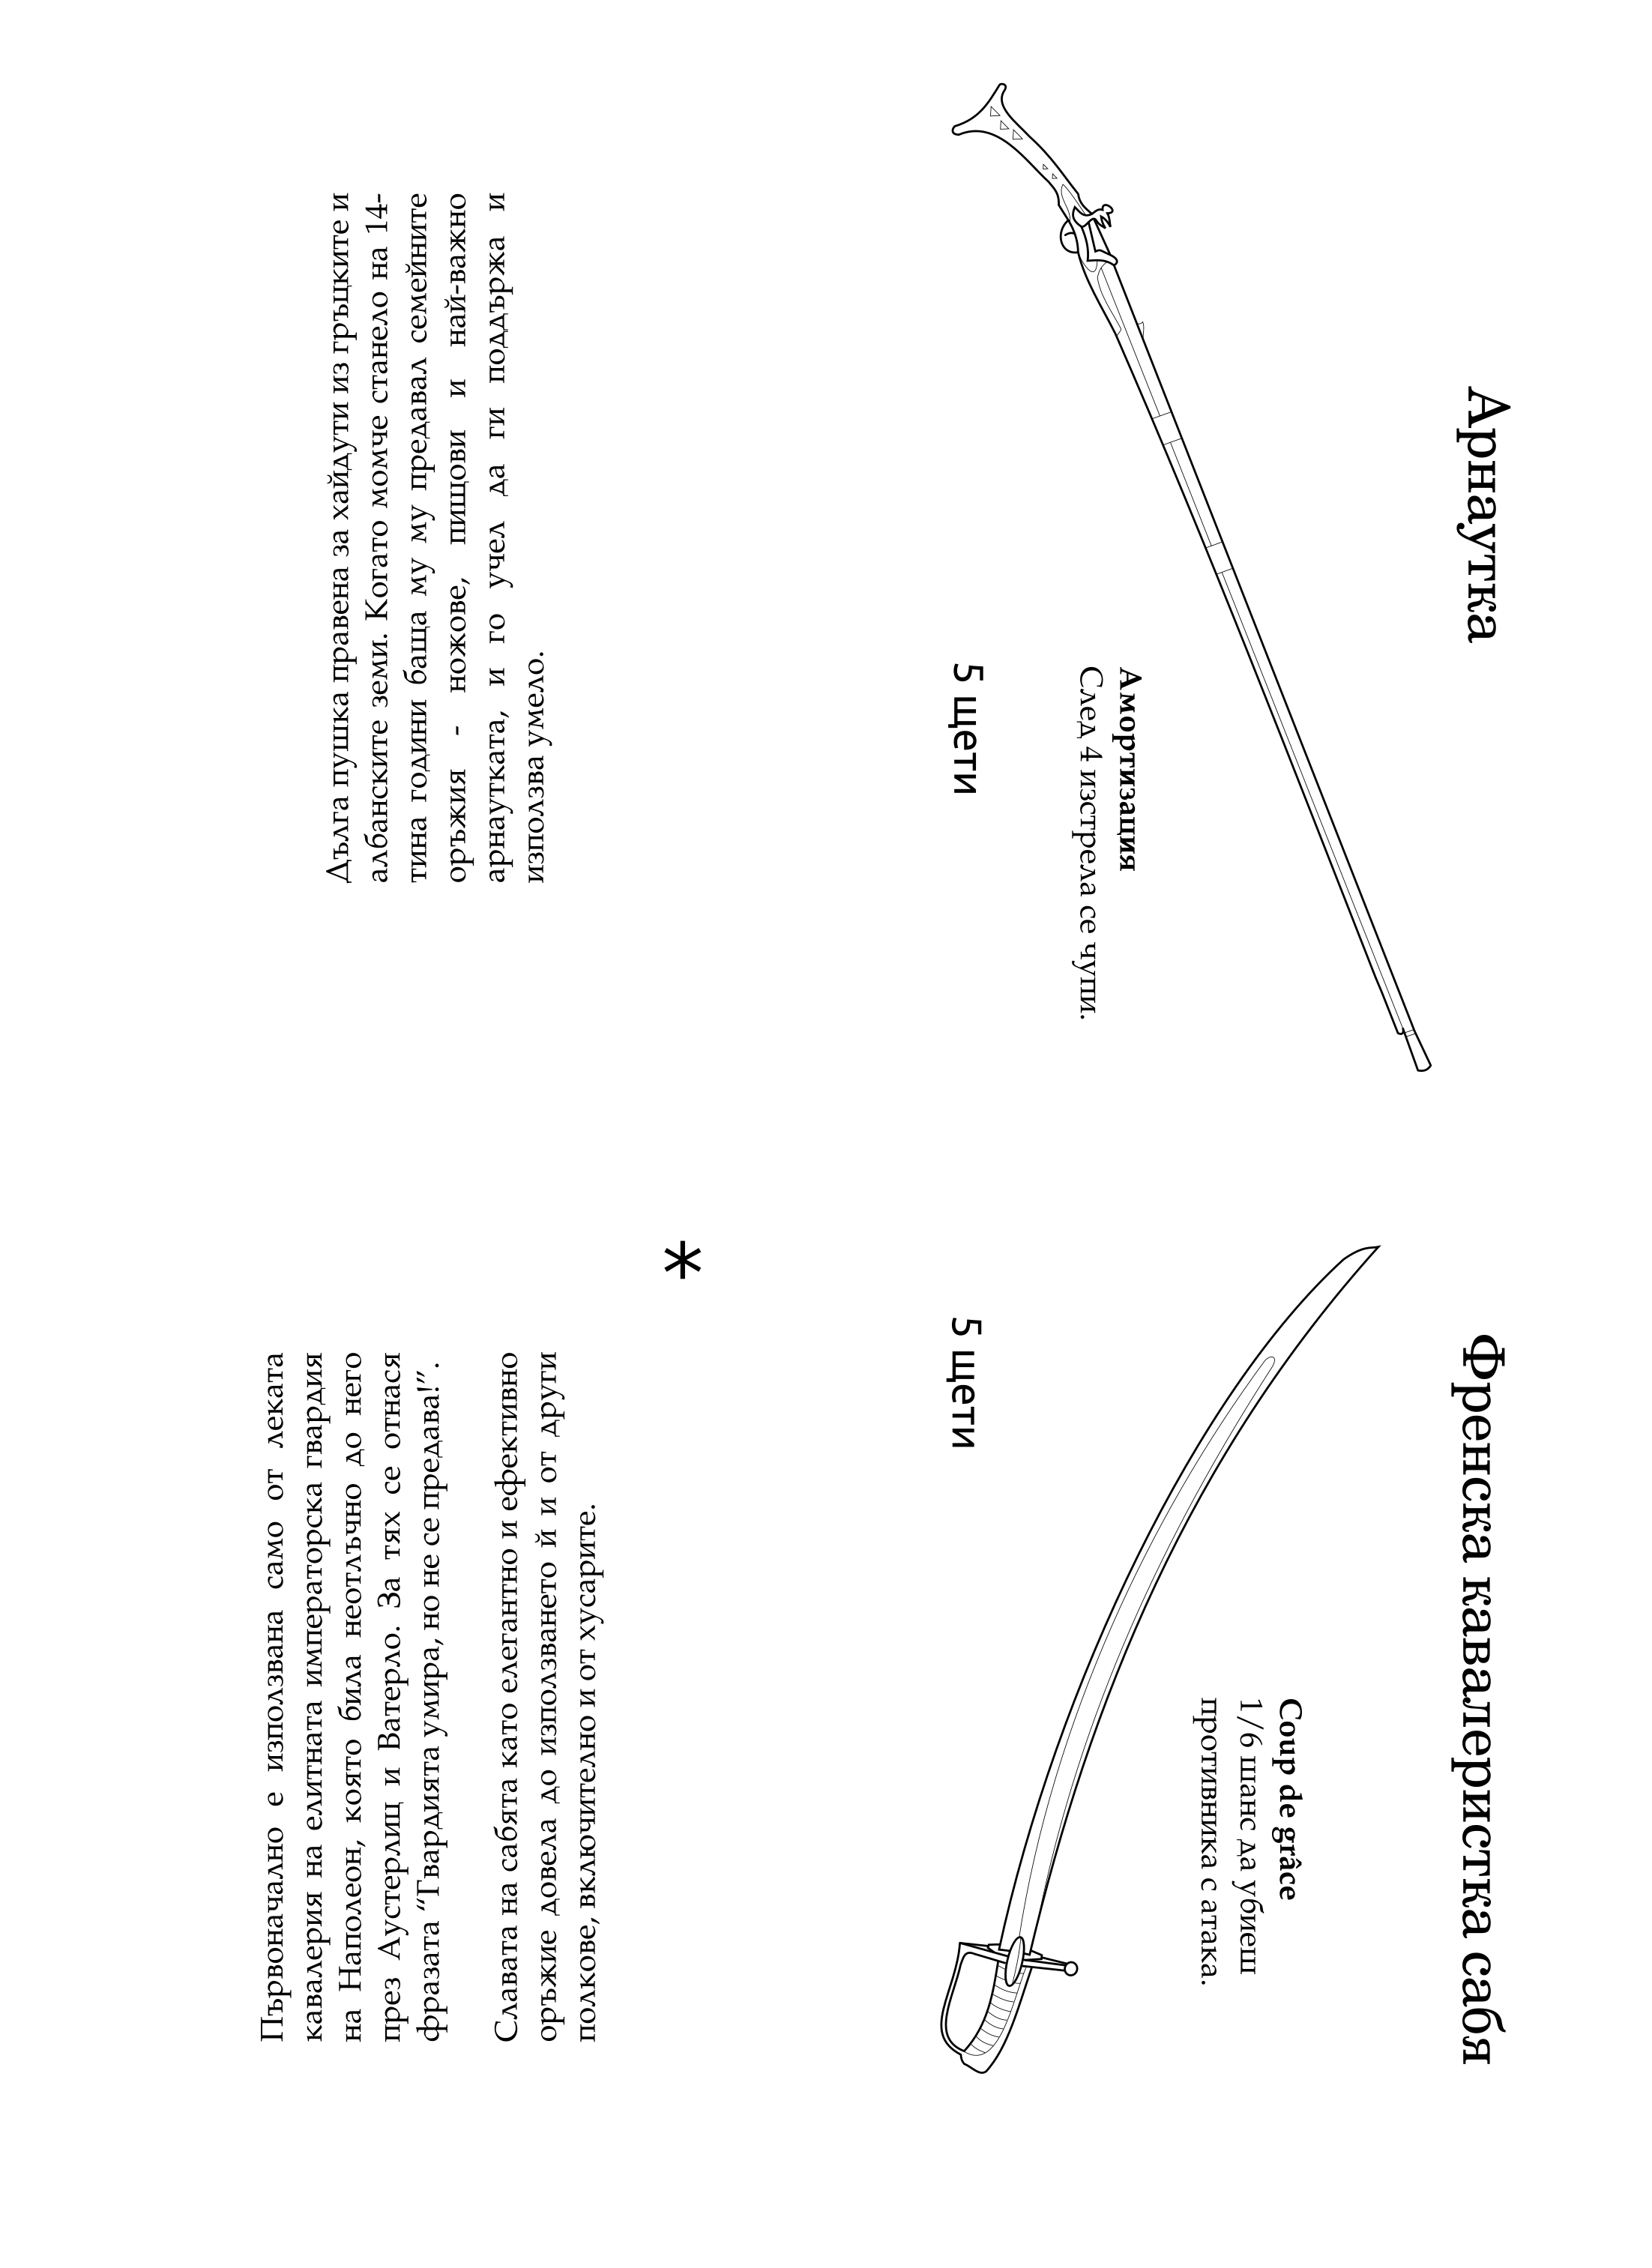 Арнаутка
Амортизация
След 4 изстрела се чупи.
5 щети
Дълга пушка правена за хайдути из гръцките и
албанските земи. Когато момче станело на 14-
тина години баща му му предавал семейните
оръжия - ножове, пищови и най-важно
арнаутката, и го учел да ги поддържа и
използва умело.
Френска кавалеристка сабя
Coup de grâce
1/6 шанс да убиеш
противника с атака.
5 щети
*
Първоначално е използвана само от леката
кавалерия на елитната императорска гвардия
на Наполеон, която била неотлъчно до него
през Аустерлиц и Ватерло. За тях се отнася
фразата “Гвардията умира, но не се предава!”.
Славата на сабята като елегантно и ефективно
оръжие довела до използването й и от други
полкове, включително и от хусарите.